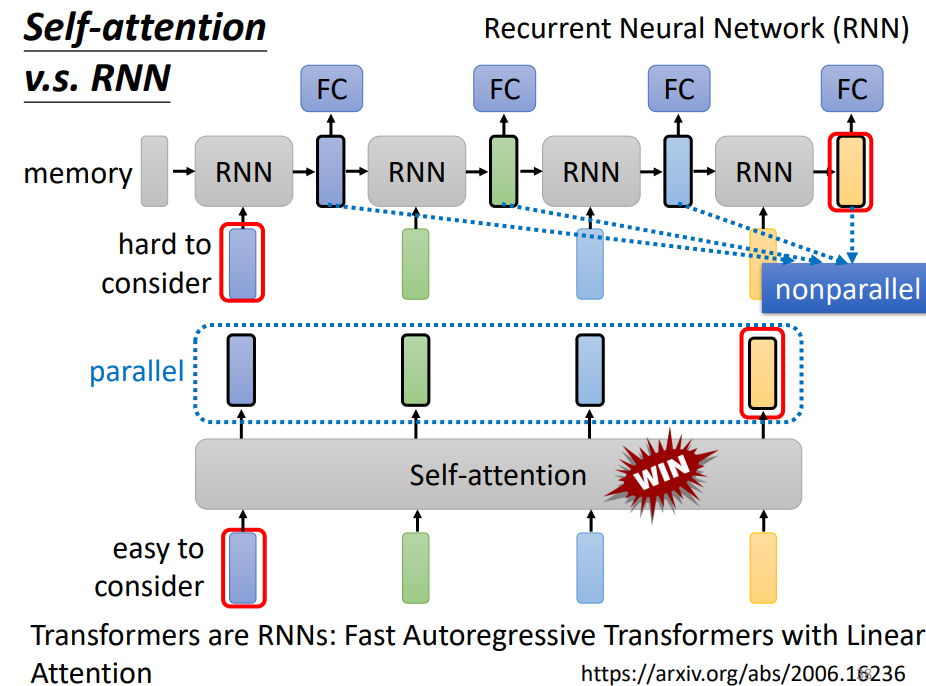 Self-attention
v.s. RNN
Recurrent Neural Network (RNN)
FC FC FC FC
memory RNN RNN RNN RNN
hard to
consider
nonparallel
parallel
Self-attention WIN
easy to
consider
Transformers are RNNs: Fast Autoregressive Transformers with Linear
Attention
https://arxiv.org/abs/2006.16236